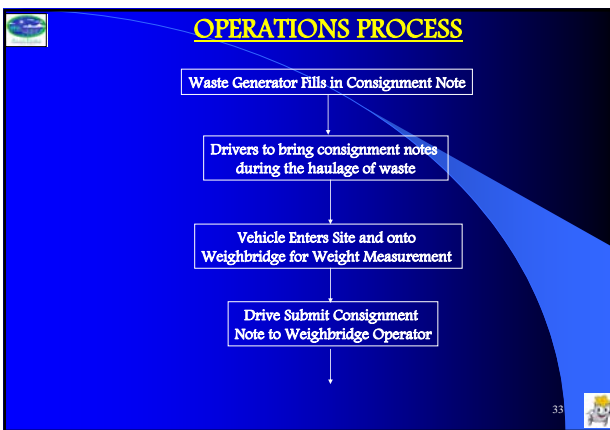 OPERATIONS PROCESS
Waste Generator Fills in Consignment Note
Drivers to bring consignment notes
during the haulage of waste
Vehicle Enters Site and onto
Weighbridge for Weight Measurement
Drive Submit Consignment
Note to Weighbridge Operator
33